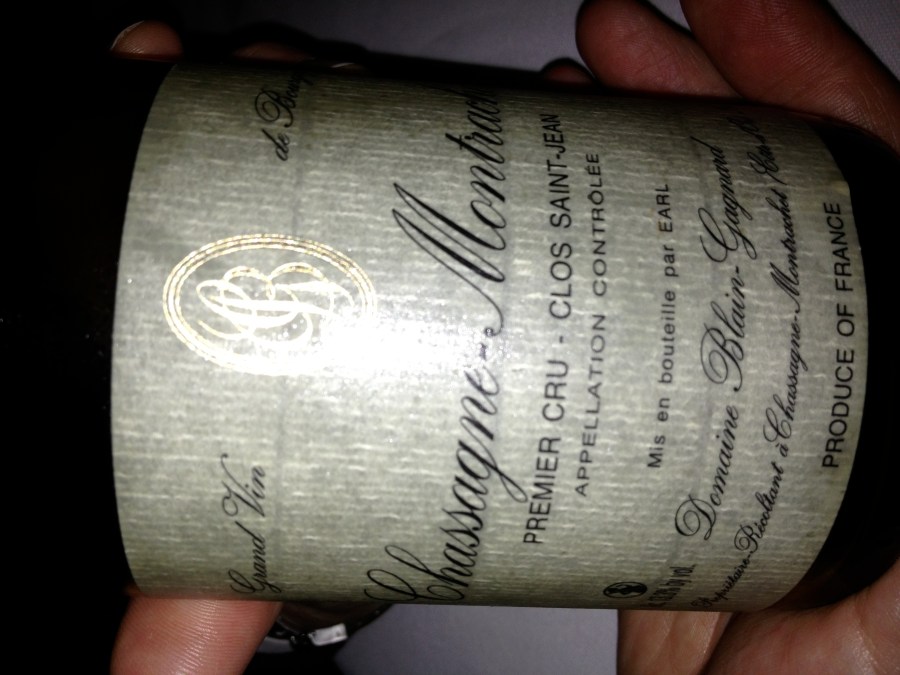 Grand Vin de Bourg
Chassagne-Montrach
PREMIER CRU - CLOS SAINT-JEAN
APPELLATION CONTRÔLÉE
Mis en bouteille par EARL
Domaine Blain-Gagnard
Propriétaire-Récoltant à Chassagne-Montrachet
PRODUCE OF FRANCE